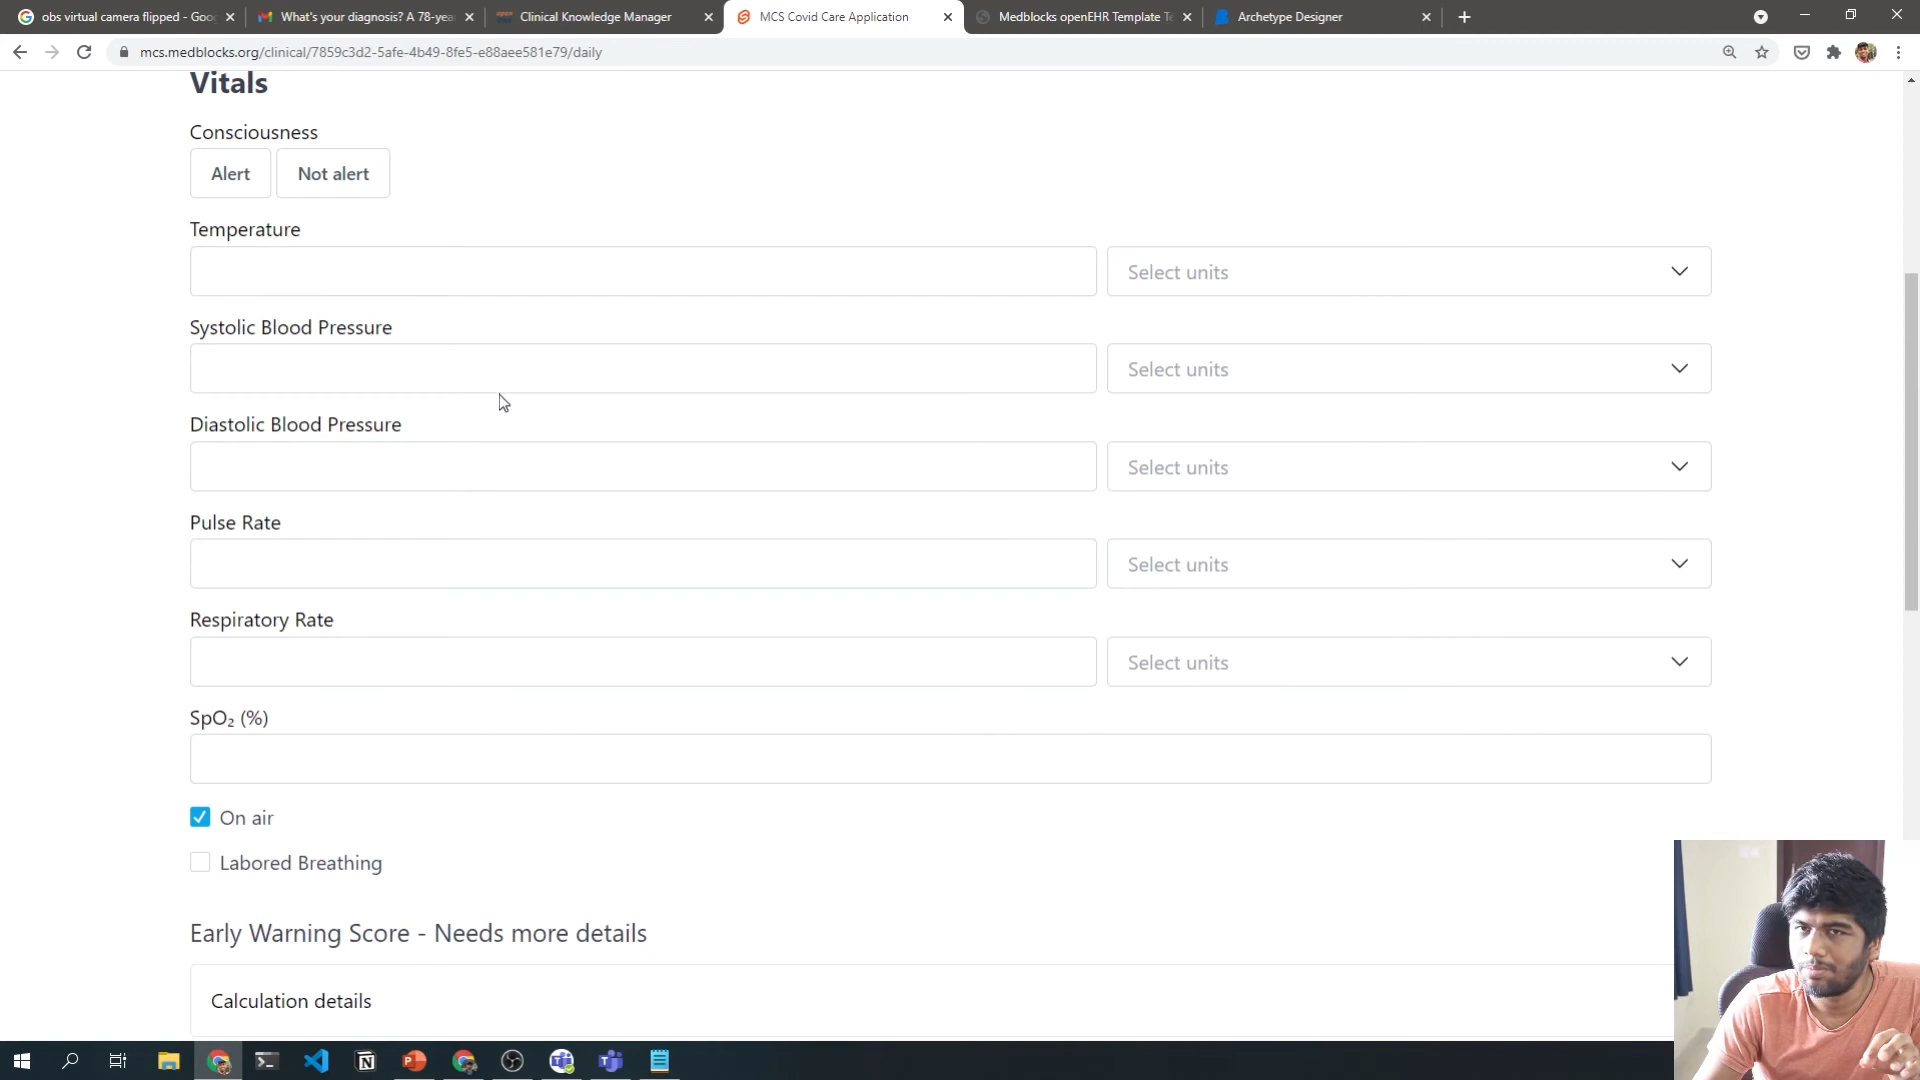 obs virtual camera flipped - Goo
What's your diagnosis? A 78-yea
Clinical Knowledge Manager
MCS Covid Care Application
Medblocks openEHR Template Te
Archetype Designer
mcs.medblocks.org/clinical/7859c3d2-5afe-4b49-8fe5-e88aee581e79/daily
Vitals
Consciousness
Alert
Not alert
Temperature
Select units
Systolic Blood Pressure
Select units
Diastolic Blood Pressure
Select units
Pulse Rate
Select units
Respiratory Rate
Select units
SpO₂ (%)
On air
Labored Breathing
Early Warning Score - Needs more details
Calculation details